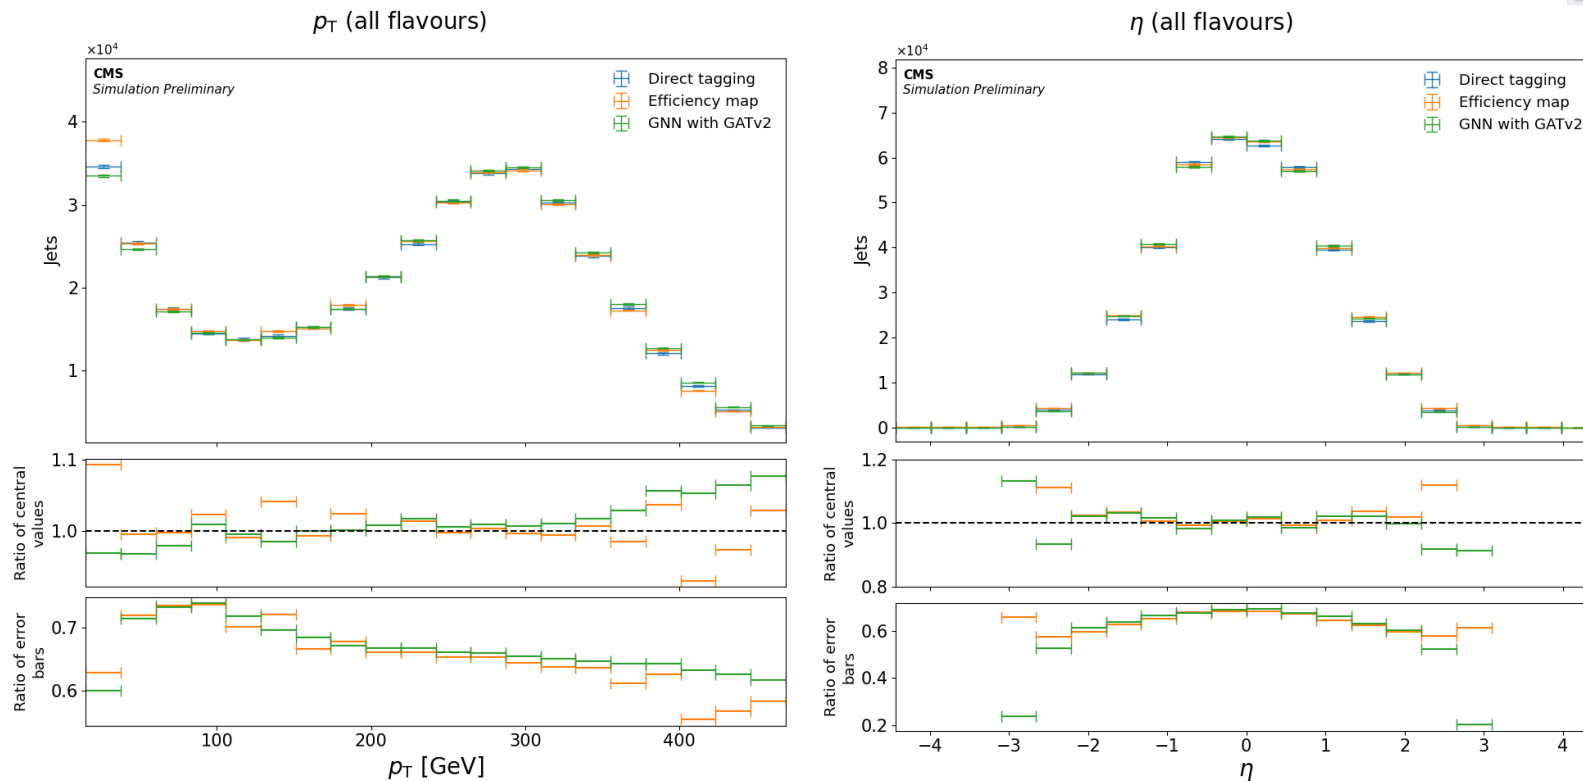 p_T (all flavours)
×10⁴
CMS
Simulation Preliminary
Direct tagging
Efficiency map
GNN with GATv2
4
3
2
1
Jets
1.1
1.0
Ratio of central
values
0.7
0.6
Ratio of error
bars
100
200
300
400
p_T [GeV]
η (all flavours)
×10⁴
CMS
Simulation Preliminary
Direct tagging
Efficiency map
GNN with GATv2
8
7
6
5
4
3
2
1
0
Jets
1.2
1.0
0.8
Ratio of central
values
0.6
0.4
0.2
Ratio of error
bars
−4
−3
−2
−1
0
1
2
3
4
η